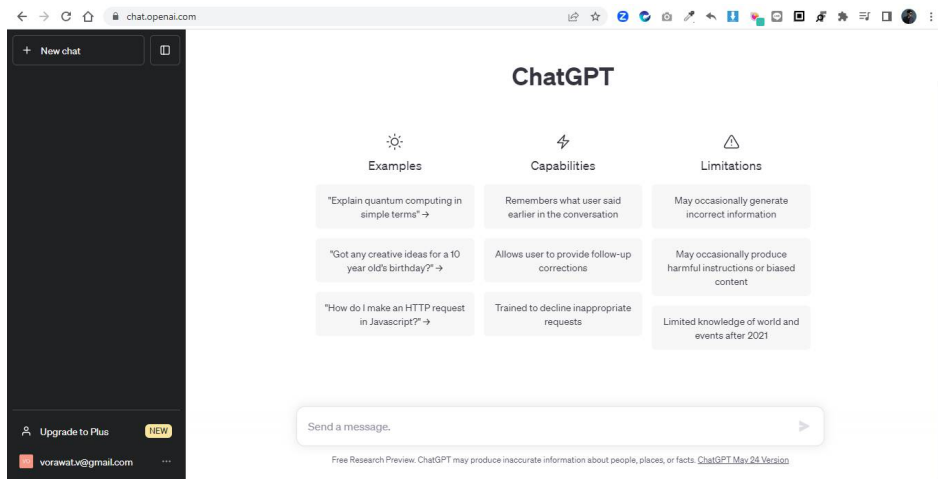 chat.openai.com
+ New chat
ChatGPT
Examples
"Explain quantum computing in
simple terms" →
"Got any creative ideas for a 10
year old's birthday?" →
"How do I make an HTTP request
in Javascript?" →
Capabilities
Remembers what user said
earlier in the conversation
Allows user to provide follow-up
corrections
Trained to decline inappropriate
requests
Limitations
May occasionally generate
incorrect information
May occasionally produce
harmful instructions or biased
content
Limited knowledge of world and
events after 2021
Upgrade to Plus NEW
vorawat.v@gmail.com
Send a message.
Free Research Preview. ChatGPT may produce inaccurate information about people, places, or facts. ChatGPT May 24 Version